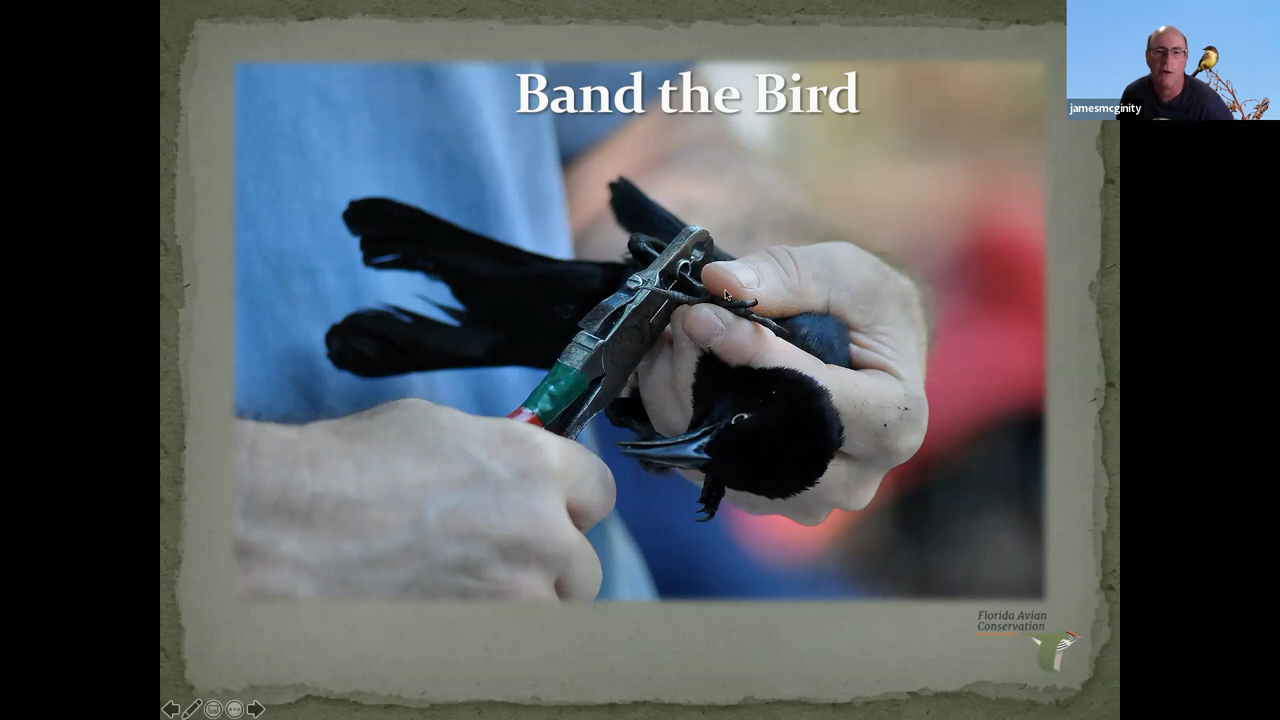 Band the Bird
jamesmcginity
Florida Avian
Conservation